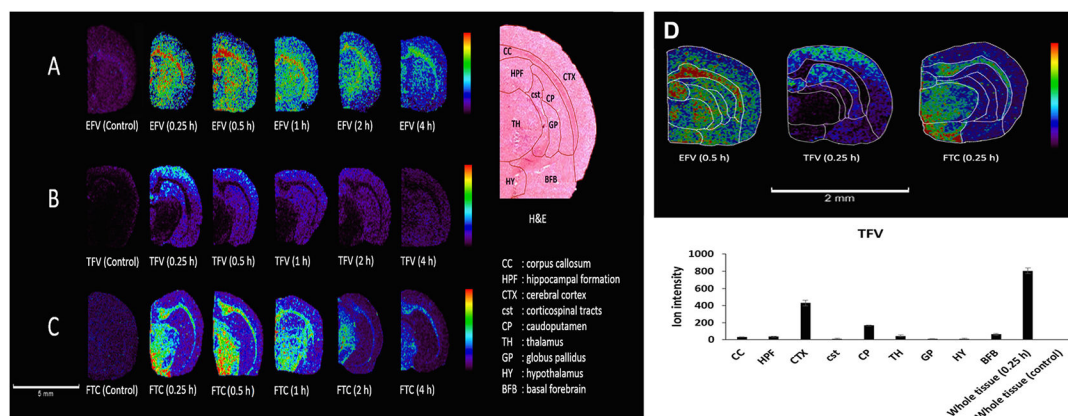 A
EFV (Control) EFV (0.25 h) EFV (0.5 h) EFV (1 h) EFV (2 h) EFV (4 h)
B
TFV (Control) TFV (0.25 h) TFV (0.5 h) TFV (1 h) TFV (2 h) TFV (4 h)
C
FTC (Control) FTC (0.25 h) FTC (0.5 h) FTC (1 h) FTC (2 h) FTC (4 h)
5 mm
CC
CTX
HPF
cst
CP
TH
GP
HY
BFB
H&E
CC : corpus callosum
HPF : hippocampal formation
CTX : cerebral cortex
cst : corticospinal tracts
CP : caudoputamen
TH : thalamus
GP : globus pallidus
HY : hypothalamus
BFB : basal forebrain
D
EFV (0.5 h) TFV (0.25 h) FTC (0.25 h)
2 mm
TFV
Ion intensity
1000
800
600
400
200
0
CC HPF CTX cst CP TH GP HY BFB Whole tissue (0.25 h) Whole tissue (control)